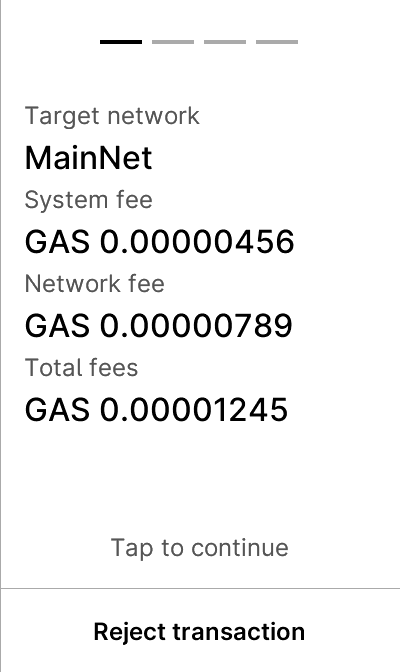 Target network
MainNet
System fee
GAS 0.00000456
Network fee
GAS 0.00000789
Total fees
GAS 0.00001245
Tap to continue
Reject transaction